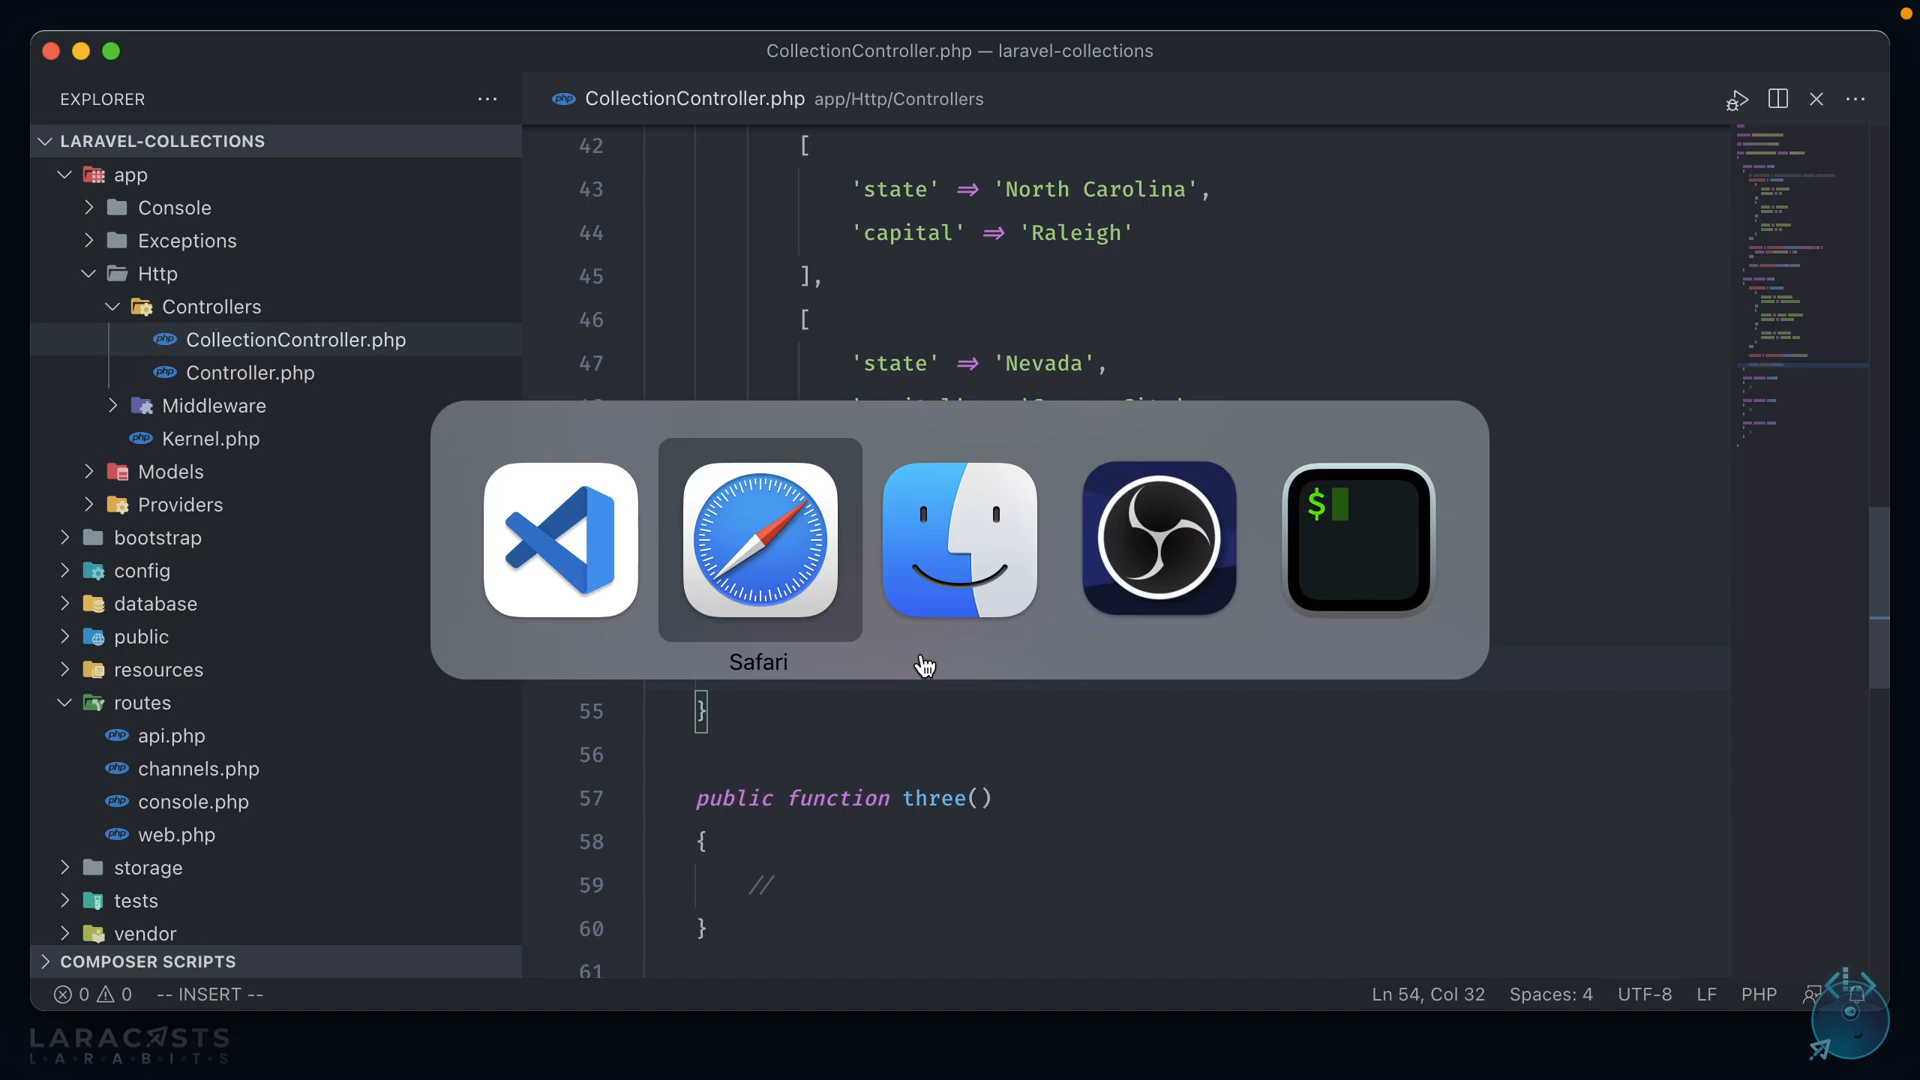 CollectionController.php — laravel-collections
EXPLORER
LARAVEL-COLLECTIONS
app
Console
Exceptions
Http
Controllers
CollectionController.php
Controller.php
Middleware
Kernel.php
Models
Providers
bootstrap
config
database
public
resources
routes
api.php
channels.php
console.php
web.php
storage
tests
vendor
COMPOSER SCRIPTS
CollectionController.php app/Http/Controllers
42 [
43 'state' => 'North Carolina',
44 'capital' => 'Raleigh'
45 ],
46 [
47 'state' => 'Nevada',
$
Safari
55 }
56
57 public function three()
58 {
59 //
60 }
61
0 0 -- INSERT --
Ln 54, Col 32 Spaces: 4 UTF-8 LF PHP
LARACASTS
LARABITS